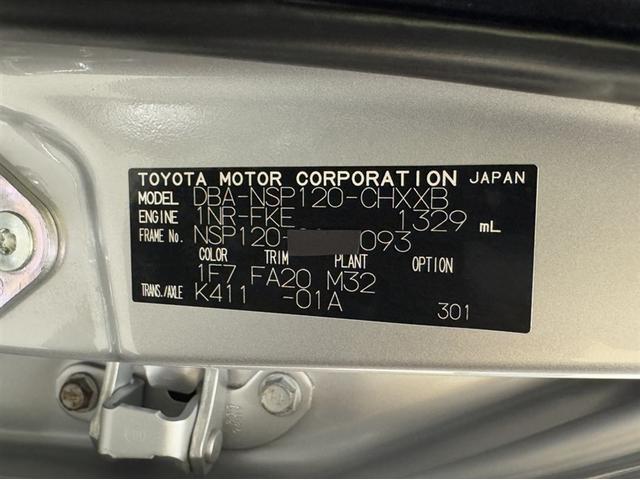 TOYOTA MOTOR CORPORATION JAPAN
MODEL DBA-NSP120-CHXXB
ENGINE 1NR-FKE 1329 mL
FRAME No. NSP120- 093
COLOR TRIM PLANT OPTION
1F7 FA20 M32
TRANS./AXLE K411 -01A 301